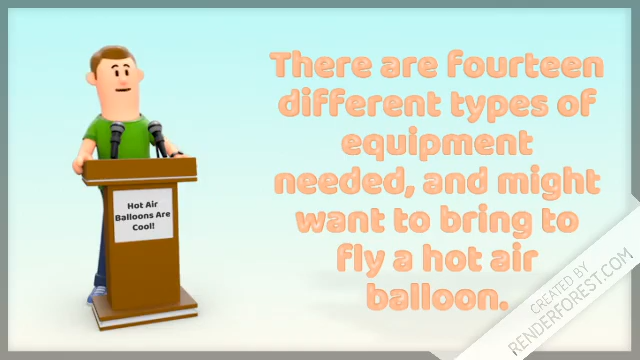 There are fourteen
different types of
equipment
needed, and might
want to bring to
fly a hot air
balloon.
Hot Air
Balloons Are
Cool!
CREATED BY
RENDERFOREST.COM